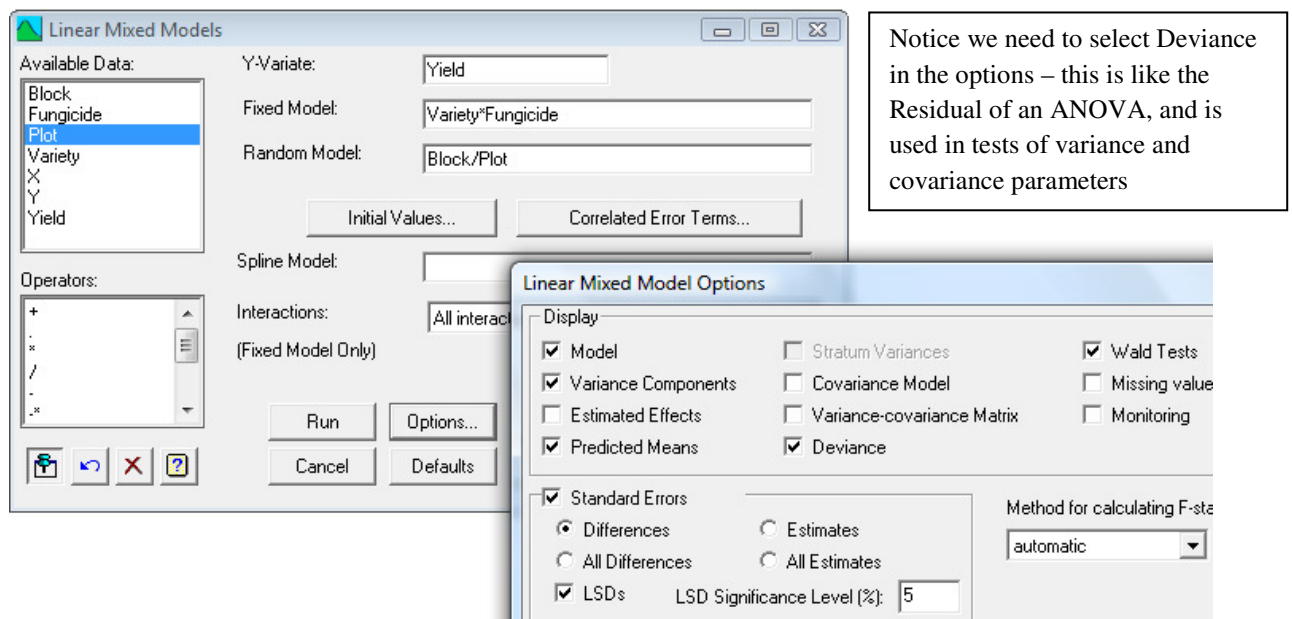 Linear Mixed Models
Available Data:
Block
Fungicide
Plot
Variety
X
Y
Yield
Y-Variate:
Yield
Fixed Model:
Variety*Fungicide
Random Model:
Block/Plot
Initial Values...
Correlated Error Terms...
Spline Model:
Operators:
+
.
*
/
-
.*
Interactions:
All interac
(Fixed Model Only)
Run
Options...
Cancel
Defaults
Notice we need to select Deviance
in the options – this is like the
Residual of an ANOVA, and is
used in tests of variance and
covariance parameters
Linear Mixed Model Options
Display
Model
Stratum Variances
Wald Tests
Variance Components
Covariance Model
Missing value
Estimated Effects
Variance-covariance Matrix
Monitoring
Predicted Means
Deviance
Standard Errors
Differences
Estimates
All Differences
All Estimates
LSDs
LSD Significance Level (%):
5
Method for calculating F-sta
automatic